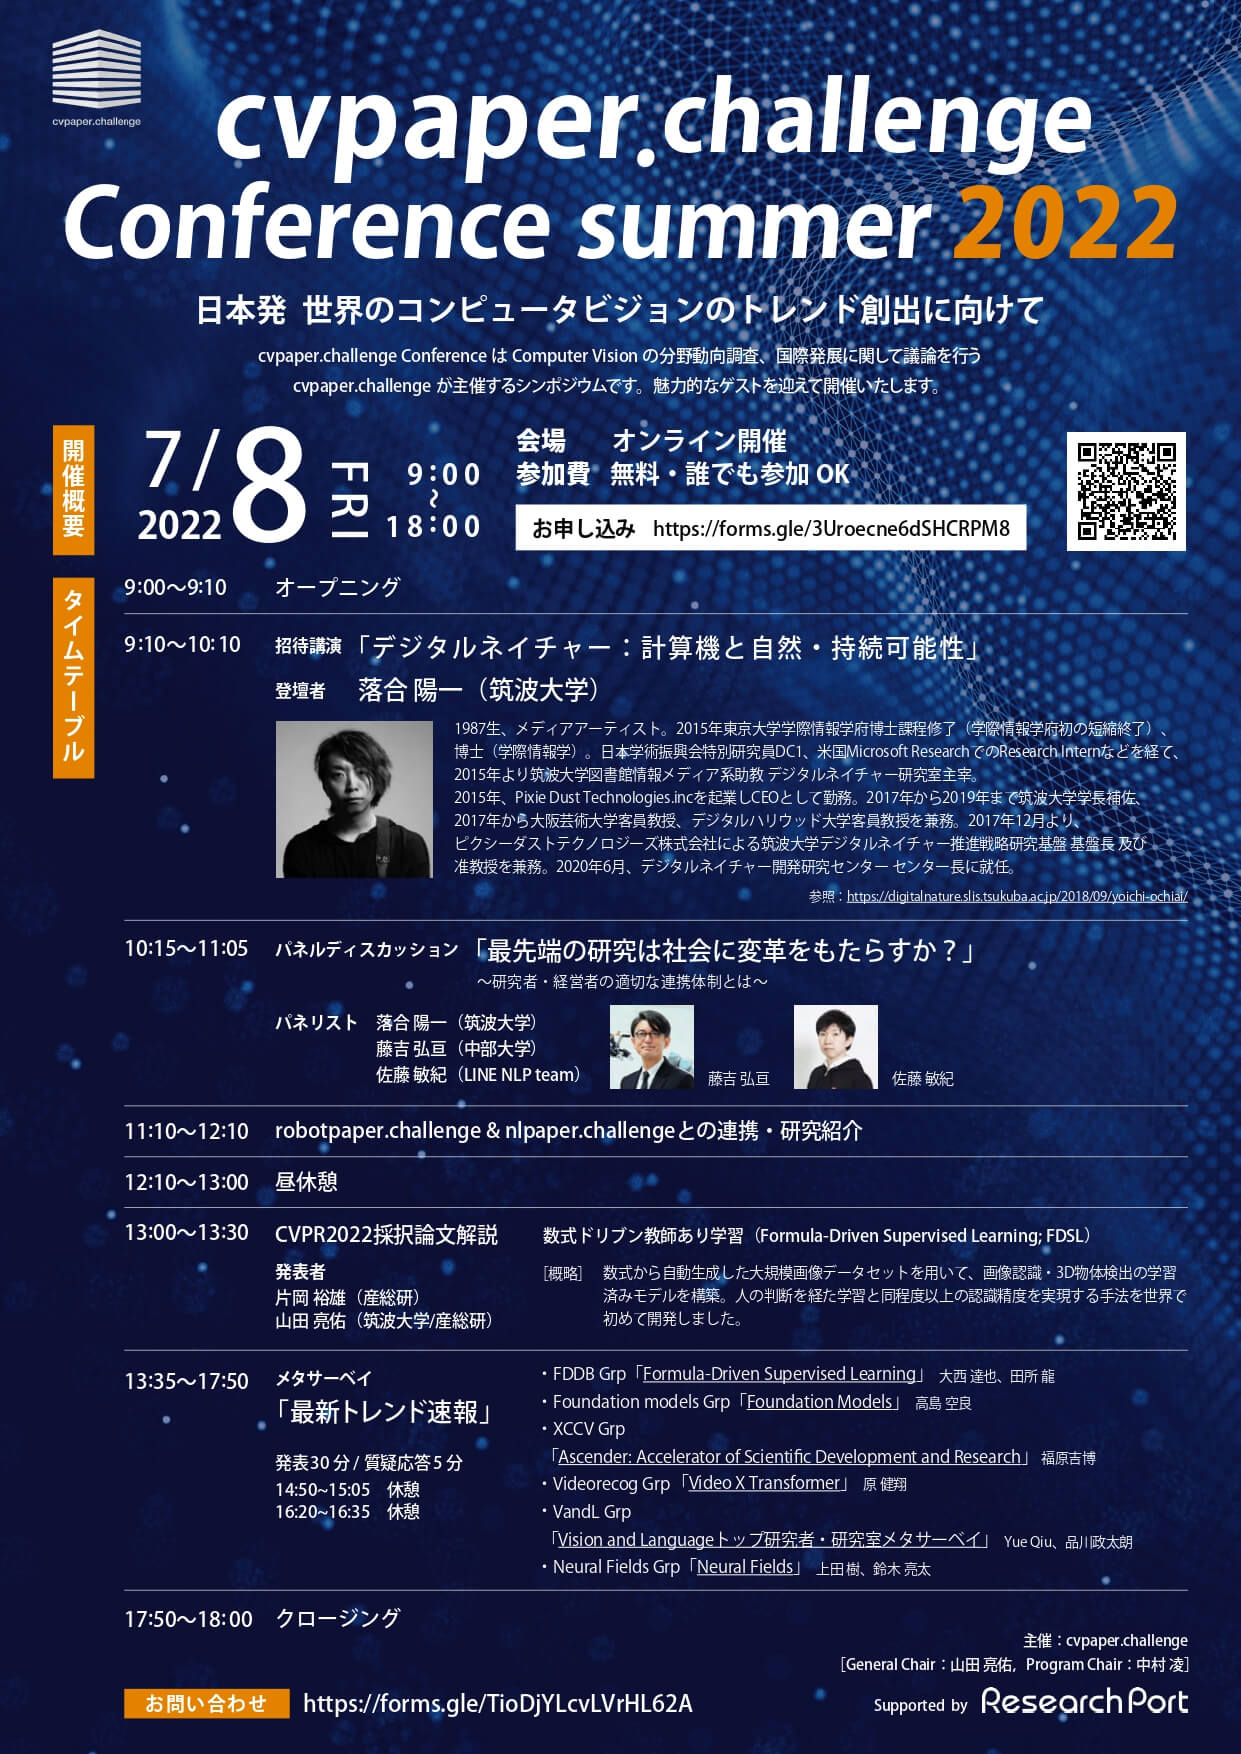 cvpaper.challenge
cvpaper.challenge
Conference summer 2022
日本発 世界のコンピュータビジョンのトレンド創出に向けて
cvpaper.challenge Conference は Computer Vision の分野動向調査、国際発展に関して議論を行う
cvpaper.challenge が主催するシンポジウムです。魅力的なゲストを迎えて開催いたします。
開催概要
7/8 2022 FRI 9:00~18:00
会場 オンライン開催
参加費 無料・誰でも参加 OK
お申し込み https://forms.gle/3Uroecne6dSHCRPM8
タイムテーブル
9:00〜9:10 オープニング
9:10〜10:10 招待講演「デジタルネイチャー：計算機と自然・持続可能性」
登壇者 落合 陽一（筑波大学）
1987生、メディアアーティスト。2015年東京大学学際情報学府博士課程修了（学際情報学府初の短縮終了）、
博士（学際情報学）。日本学術振興会特別研究員DC1、米国Microsoft ResearchでのResearch Internなどを経て、
2015年より筑波大学図書館情報メディア系助教 デジタルネイチャー研究室主宰。
2015年、Pixie Dust Technologies.incを起業しCEOとして勤務。2017年から2019年まで筑波大学学長補佐、
2017年から大阪芸術大学客員教授、デジタルハリウッド大学客員教授を兼務。2017年12月より、
ピクシーダストテクノロジーズ株式会社による筑波大学デジタルネイチャー推進戦略研究基盤 基盤長 及び
准教授を兼務。2020年6月、デジタルネイチャー開発研究センター センター長に就任。
参照：https://digitalnature.slis.tsukuba.ac.jp/2018/09/yoichi-ochiai/
10:15〜11:05 パネルディスカッション「最先端の研究は社会に変革をもたらすか？」
〜研究者・経営者の適切な連携体制とは〜
パネリスト 落合 陽一（筑波大学）
藤吉 弘亘（中部大学）
佐藤 敏紀（LINE NLP team）
藤吉 弘亘
佐藤 敏紀
11:10〜12:10 robotpaper.challenge & nlpaper.challengeとの連携・研究紹介
12:10〜13:00 昼休憩
13:00〜13:30 CVPR2022採択論文解説
発表者
片岡 裕雄（産総研）
山田 亮佑（筑波大学/産総研）
数式ドリブン教師あり学習（Formula-Driven Supervised Learning; FDSL）
［概略］ 数式から自動生成した大規模画像データセットを用いて、画像認識・3D物体検出の学習
済みモデルを構築。人の判断を経た学習と同程度以上の認識精度を実現する手法を世界で
初めて開発しました。
13:35〜17:50 メタサーベイ
「最新トレンド速報」
発表30 分 / 質疑応答 5 分
14:50~15:05 休憩
16:20~16:35 休憩
・FDDB Grp「Formula-Driven Supervised Learning」 大西 達也、田所 龍
・Foundation models Grp「Foundation Models」 高島 空良
・XCCV Grp
「Ascender: Accelerator of Scientific Development and Research」 福原吉博
・Videorecog Grp「Video X Transformer」 原 健翔
・VandL Grp
「Vision and Languageトップ研究者・研究室メタサーベイ」 Yue Qiu、品川政太朗
・Neural Fields Grp「Neural Fields」 上田 樹、鈴木 亮太
17:50〜18:00 クロージング
主催：cvpaper.challenge
［General Chair：山田 亮佑, Program Chair：中村 凌］
お問い合わせ https://forms.gle/TioDjYLcvLVrHL62A
Supported by ResearchPort